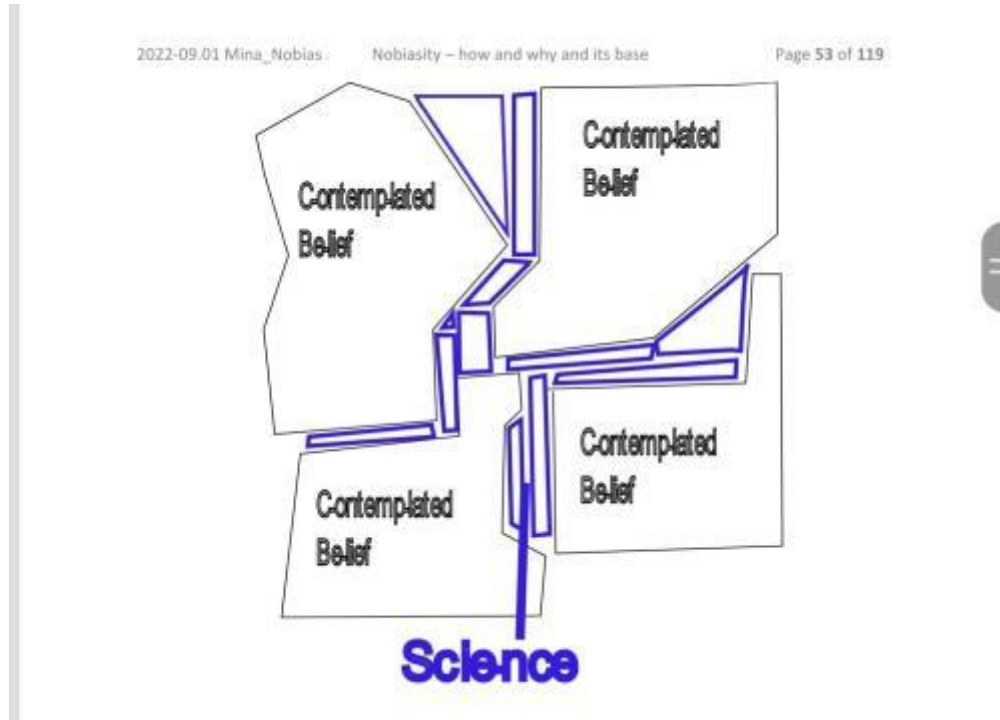 2022-09.01 Mina_Nobias
Nobiasity – how and why and its base
Page 53 of 119
Contemplated
Belief
Contemplated
Belief
Contemplated
Belief
Contemplated
Belief
Science